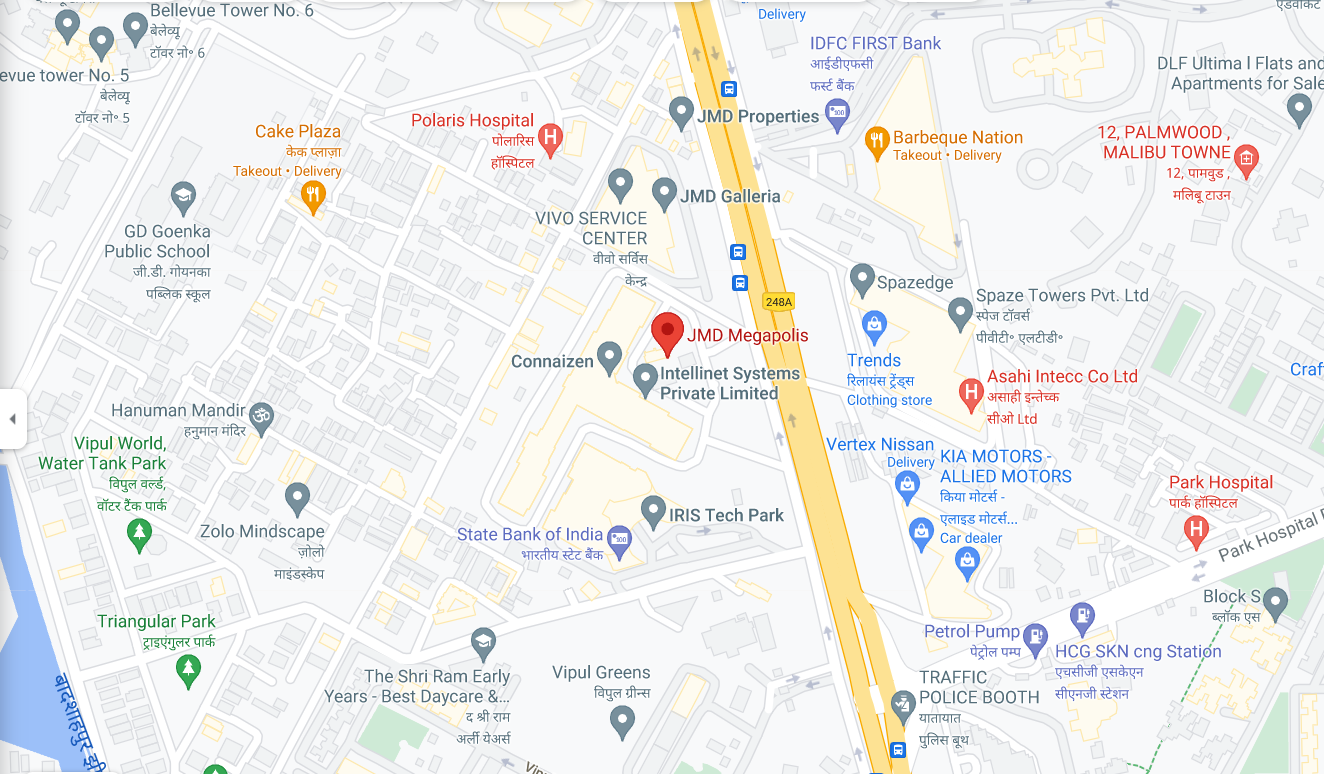 Bellevue Tower No. 6
बेलेव्यू
टॉवर नो० 6
evue tower No. 5
बेलेव्यू
टॉवर नो० 5
Delivery
IDFC FIRST Bank
आईडीएफसी
फर्स्ट बैंक
DLF Ultima I Flats and
Apartments for Sale
JMD Properties
Polaris Hospital
पोलारिस
हॉस्पिटल
Cake Plaza
केक प्लाज़ा
Takeout • Delivery
Barbeque Nation
Takeout • Delivery
12, PALMWOOD ,
MALIBU TOWNE
12, पामवुड ,
मलिबू टाउन
JMD Galleria
VIVO SERVICE
CENTER
वीवो सर्विस
केन्द्र
GD Goenka
Public School
जी.डी. गोयनका
पब्लिक स्कूल
Spazedge
Spaze Towers Pvt. Ltd
स्पेज टॉवर्स
पीवीटी० एलटीडी०
248A
JMD Megapolis
Connaizen
Intellinet Systems
Private Limited
Trends
रिलायंस ट्रेंड्स
Clothing store
Asahi Intecc Co Ltd
असाही इन्तेच्क
सीओ Ltd
Craf
Hanuman Mandir
हनुमान मंदिर
Vipul World,
Water Tank Park
विपुल वर्ल्ड,
वॉटर टैंक पार्क
Vertex Nissan
Delivery
KIA MOTORS -
ALLIED MOTORS
किया मोटर्स -
एलाइड मोटर्स...
Car dealer
Park Hospital
पार्क हॉस्पिटल
Park Hospital
Zolo Mindscape
ज़ोलो
माइंडस्केप
IRIS Tech Park
State Bank of India
भारतीय स्टेट बैंक
Block S
ब्लॉक एस
Triangular Park
ट्राइएंगुलर पार्क
Petrol Pump
पेट्रोल पम्प
HCG SKN cng Station
एचसीजी एसकेएन
सीएनजी स्टेशन
The Shri Ram Early
Years - Best Daycare &...
द श्री राम
अर्ली येअर्स
Vipul Greens
विपुल ग्रीन्स
TRAFFIC
POLICE BOOTH
यातायात
पुलिस बूथ
बादशाहपुर